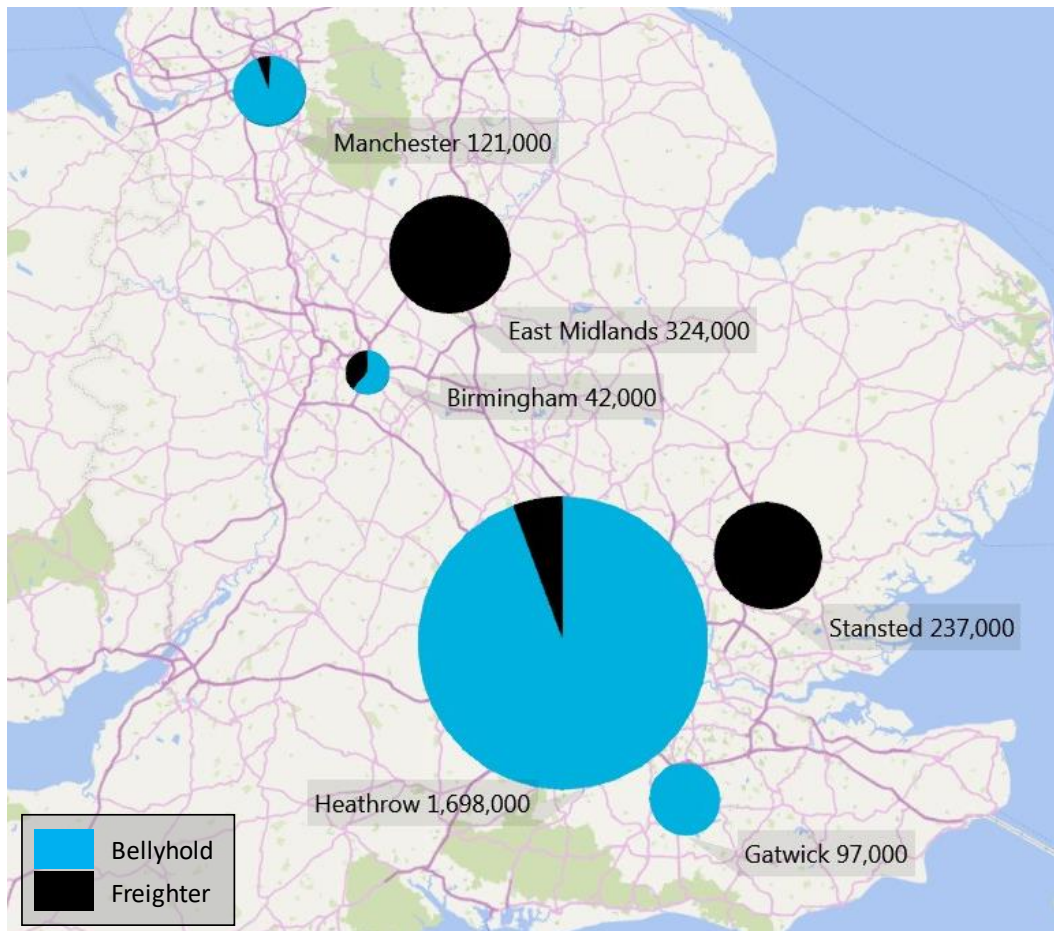 Manchester 121,000
East Midlands 324,000
Birmingham 42,000
Stansted 237,000
Heathrow 1,698,000
Gatwick 97,000
Bellyhold
Freighter